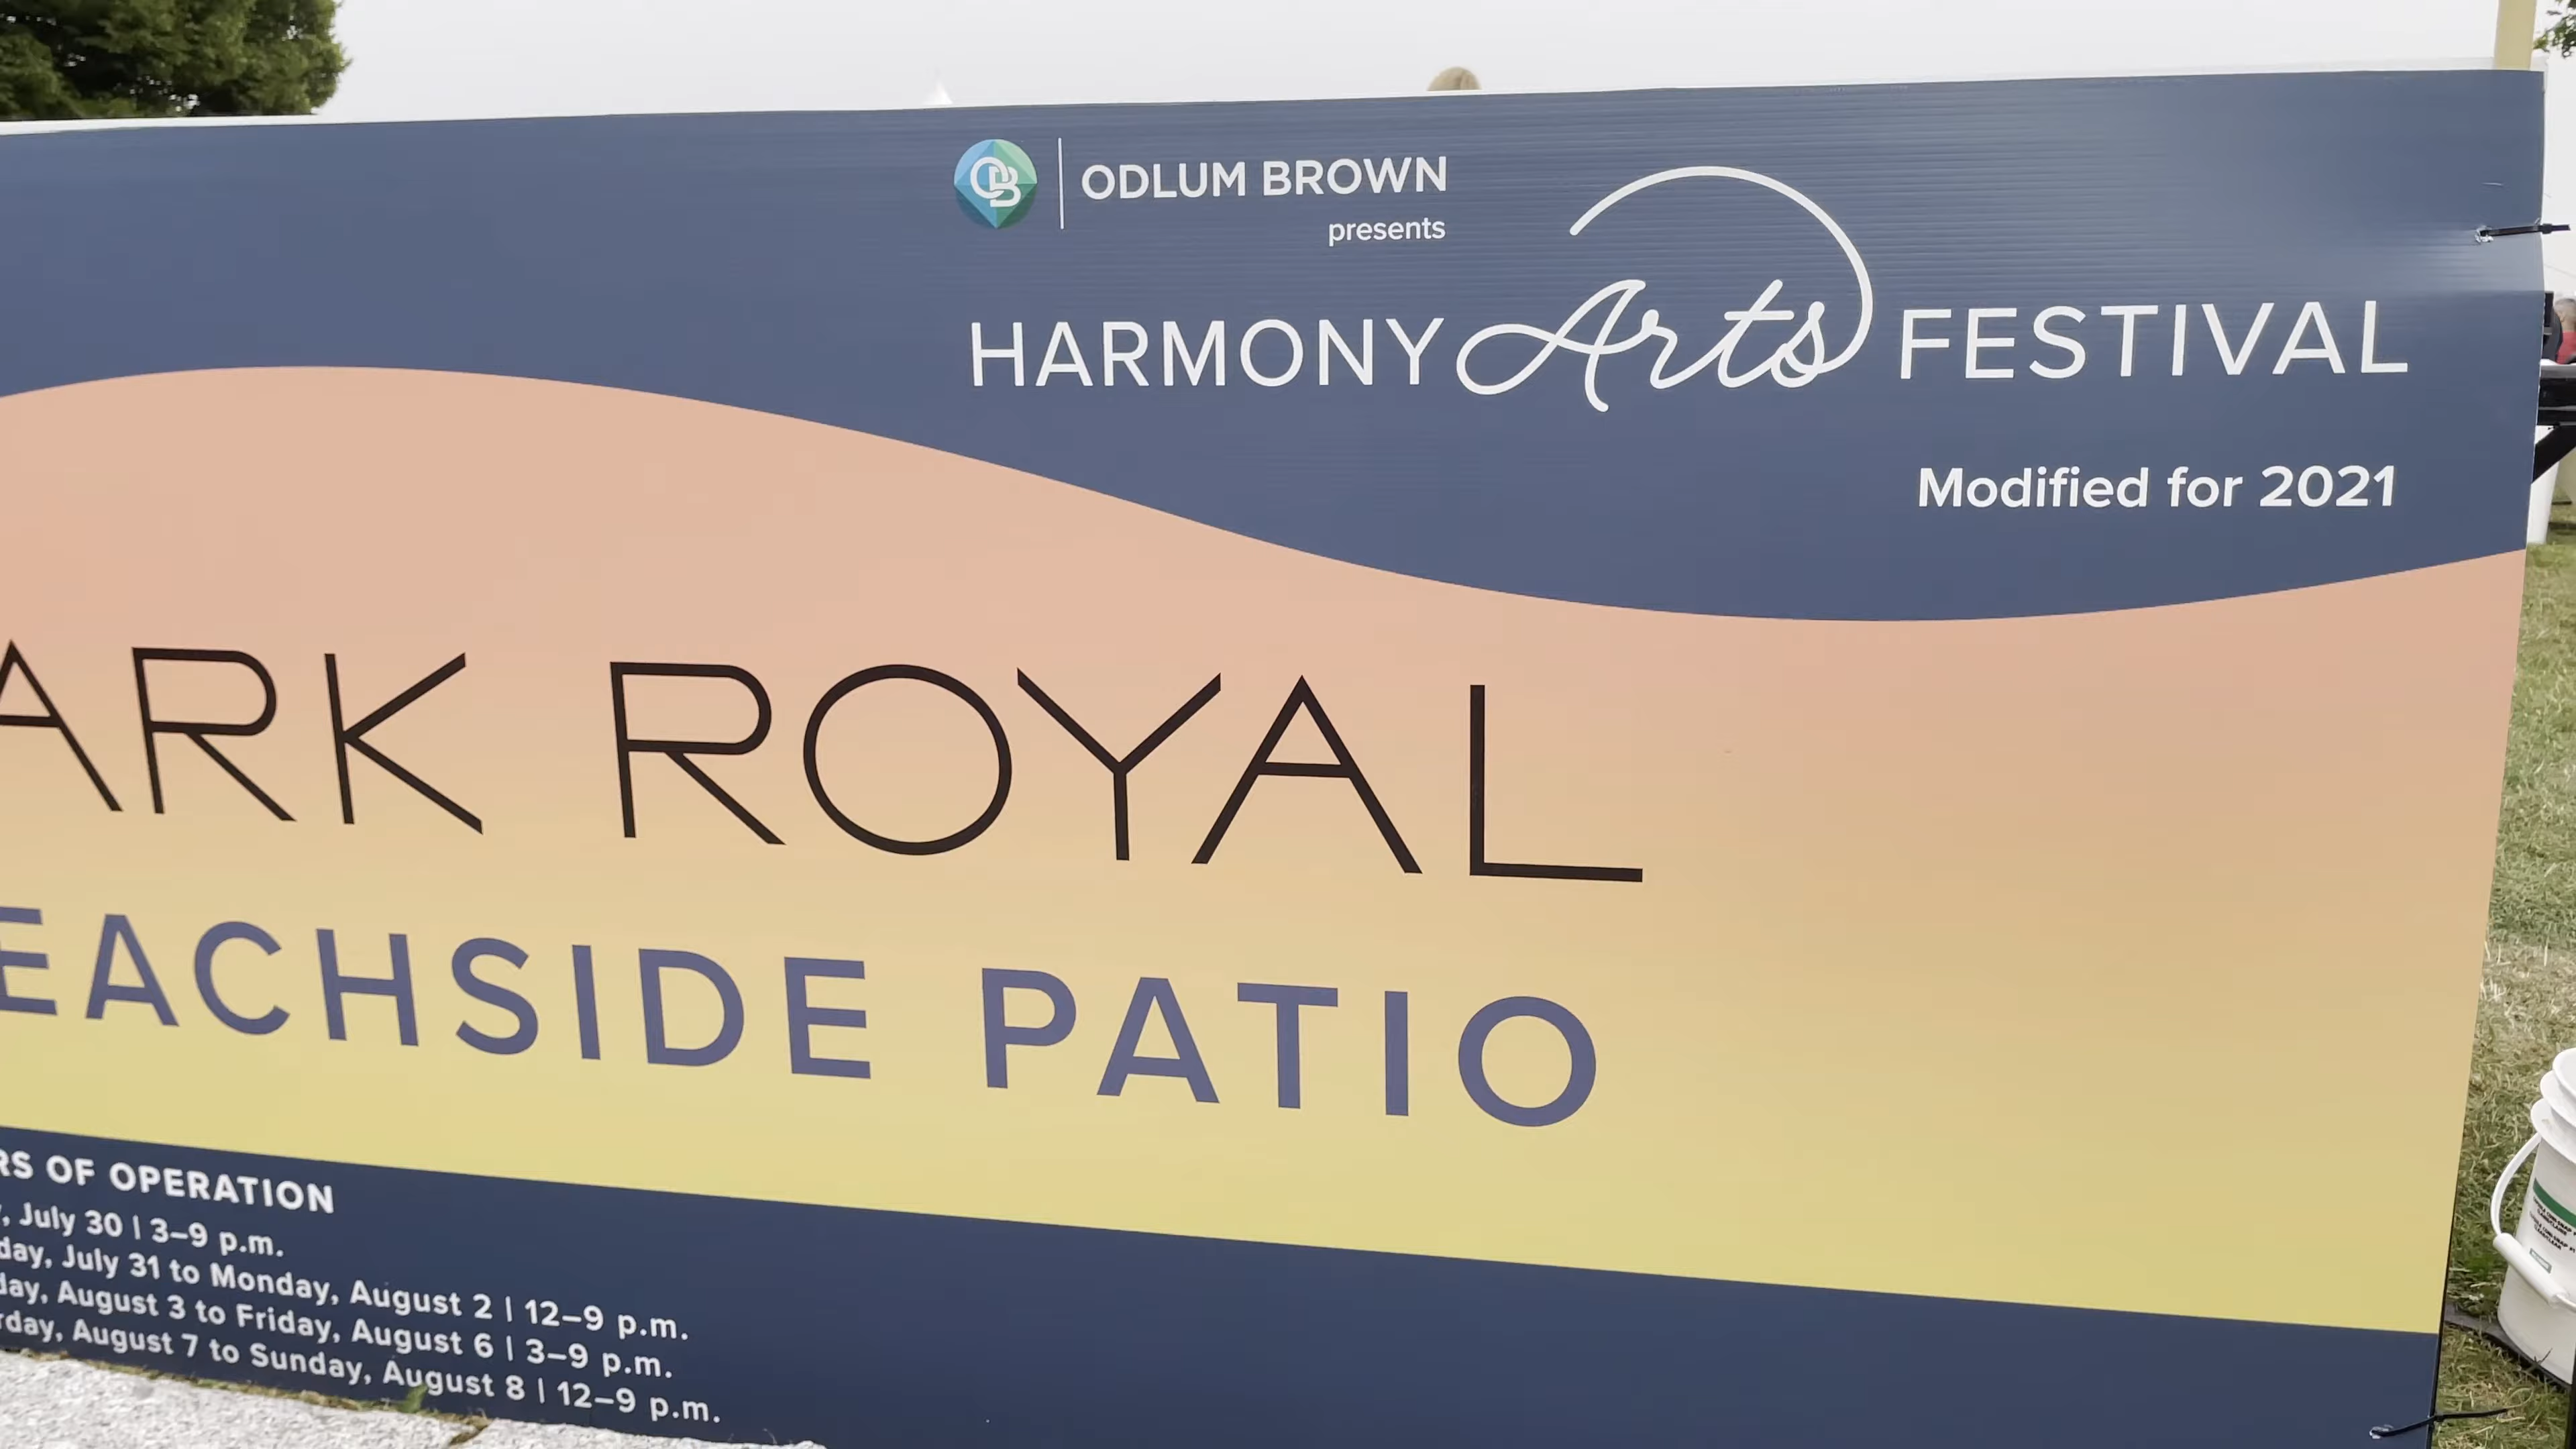 ODLUM BROWN
presents
HARMONY Arts FESTIVAL
Modified for 2021
ARK ROYAL
EACHSIDE PATIO
RS OF OPERATION
, July 30 | 3–9 p.m.
day, July 31 to Monday, August 2 | 12–9 p.m.
day, August 3 to Friday, August 6 | 3–9 p.m.
rday, August 7 to Sunday, August 8 | 12–9 p.m.